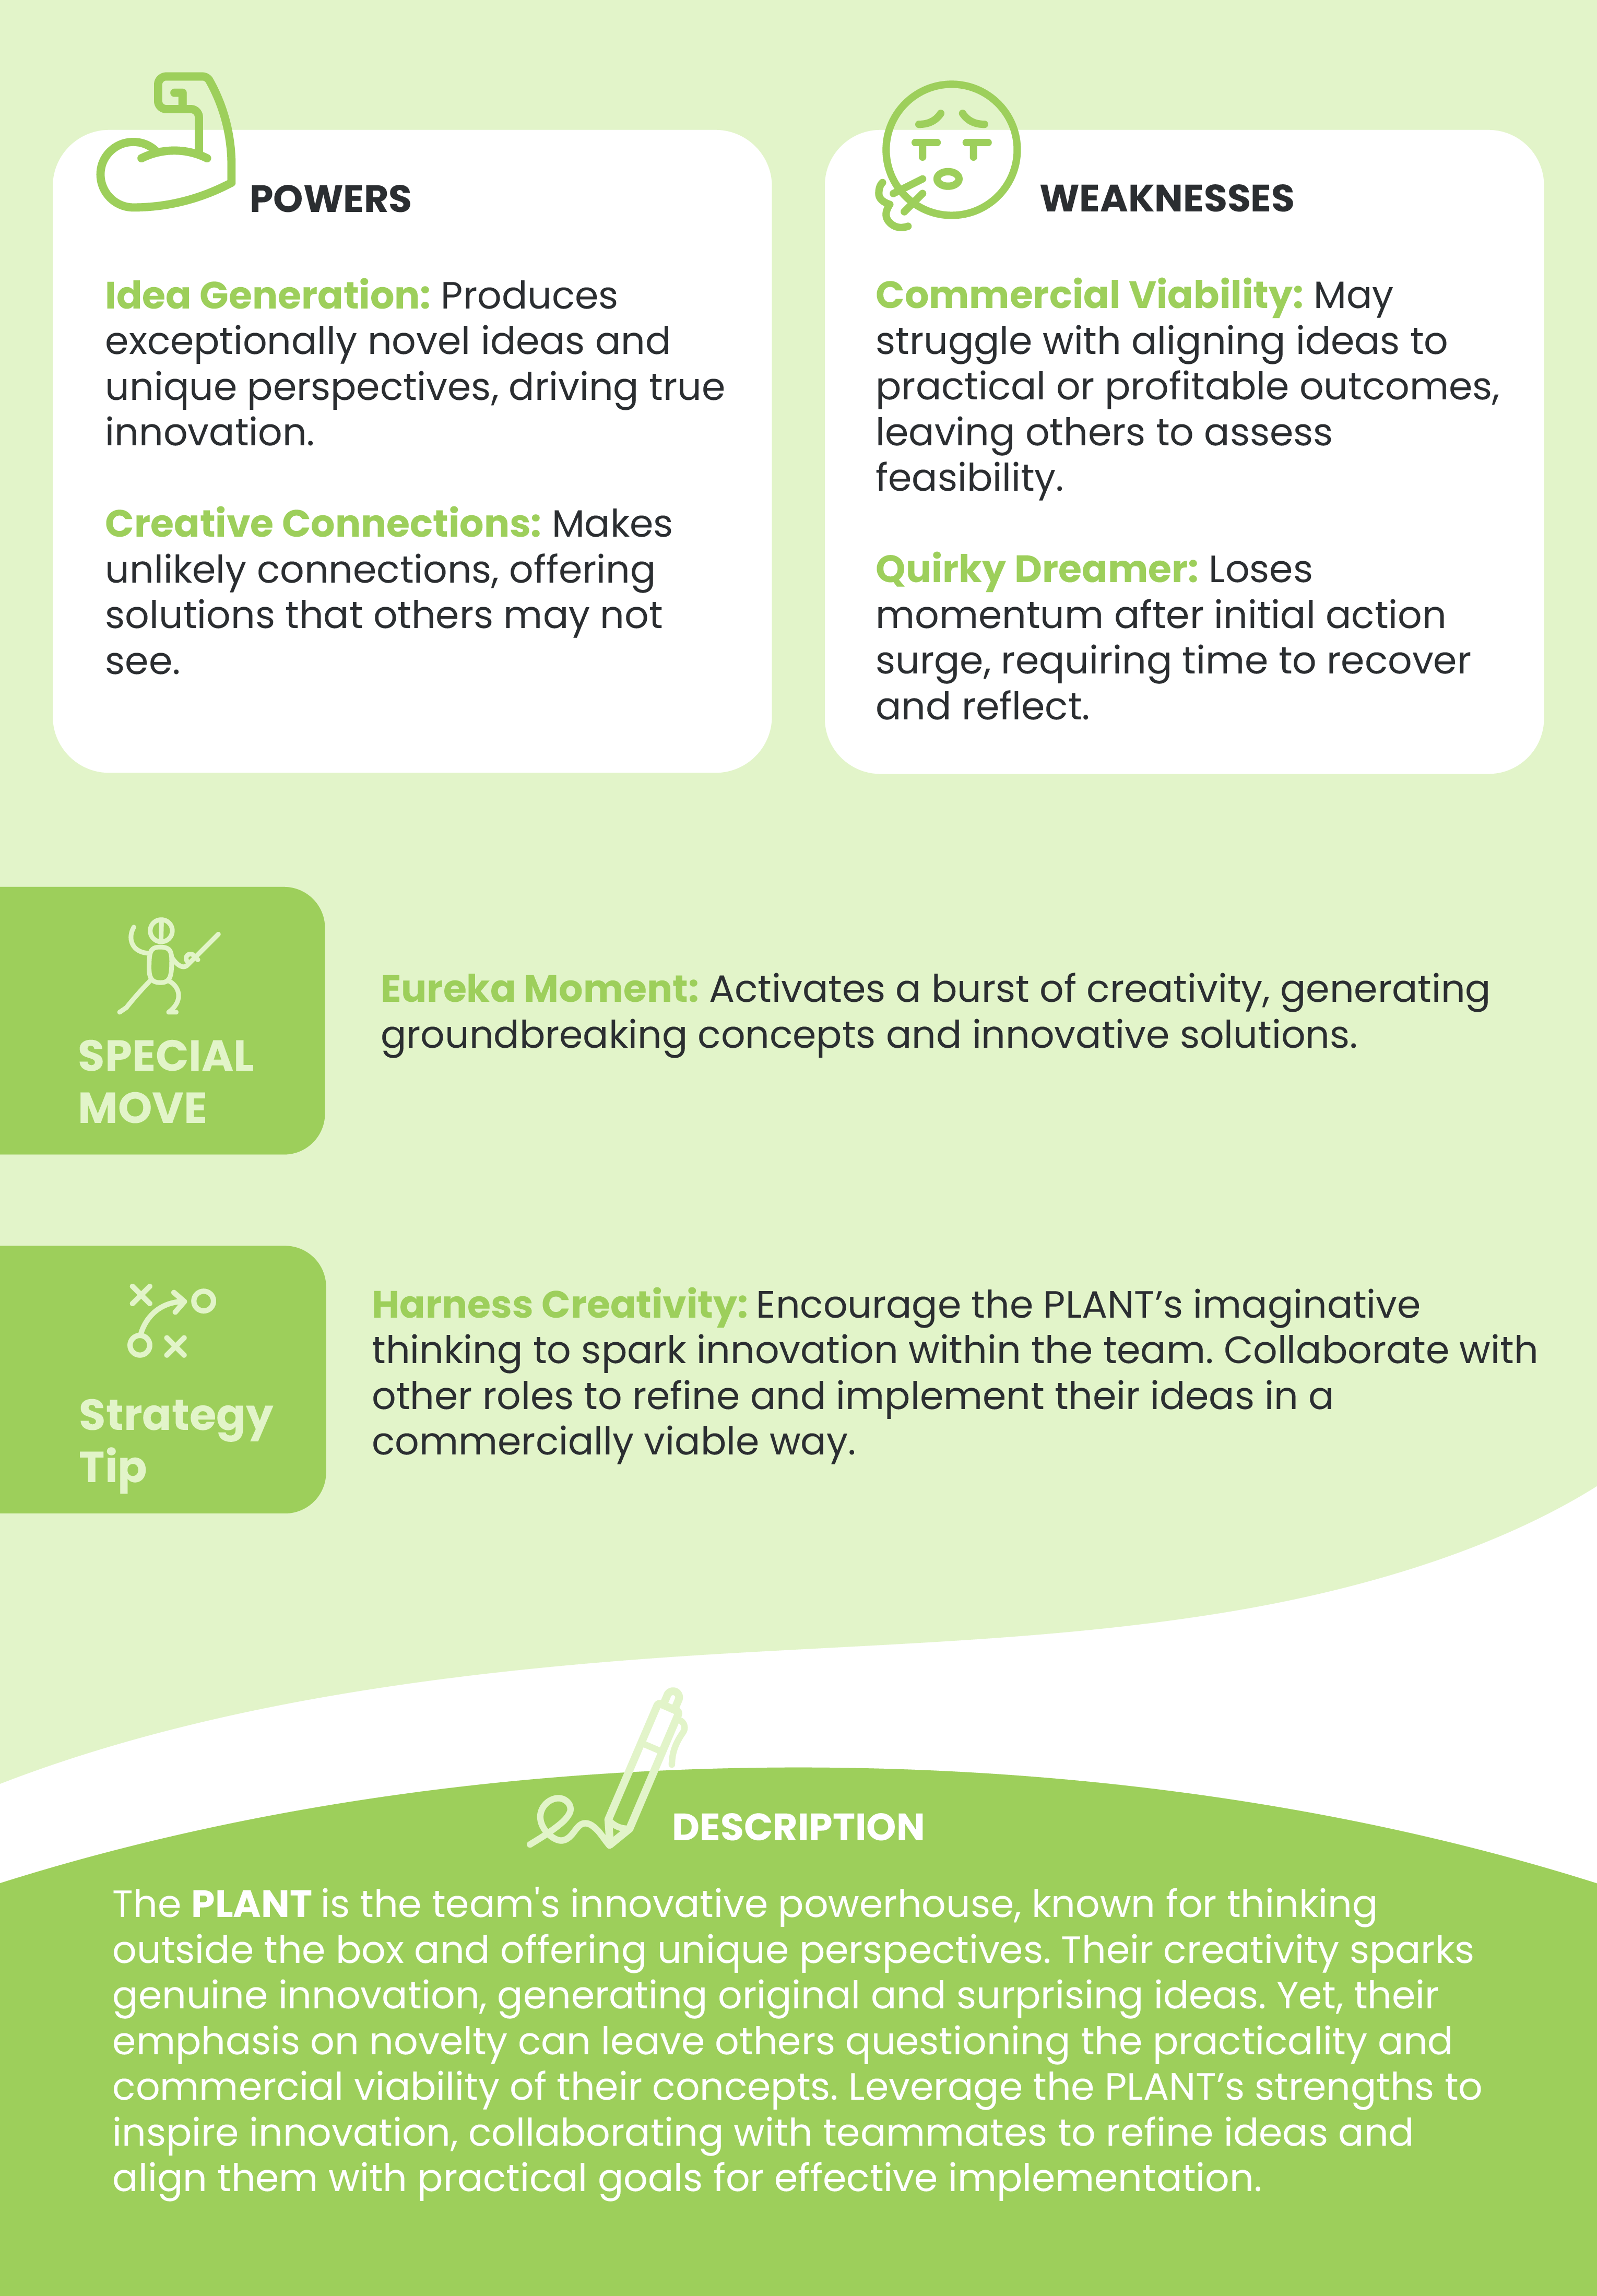 POWERS
Idea Generation: Produces
exceptionally novel ideas and
unique perspectives, driving true
innovation.
Creative Connections: Makes
unlikely connections, offering
solutions that others may not
see.
WEAKNESSES
Commercial Viability: May
struggle with aligning ideas to
practical or profitable outcomes,
leaving others to assess
feasibility.
Quirky Dreamer: Loses
momentum after initial action
surge, requiring time to recover
and reflect.
SPECIAL
MOVE
Eureka Moment: Activates a burst of creativity, generating
groundbreaking concepts and innovative solutions.
Strategy
Tip
Harness Creativity: Encourage the PLANT’s imaginative
thinking to spark innovation within the team. Collaborate with
other roles to refine and implement their ideas in a
commercially viable way.
DESCRIPTION
The PLANT is the team's innovative powerhouse, known for thinking
outside the box and offering unique perspectives. Their creativity sparks
genuine innovation, generating original and surprising ideas. Yet, their
emphasis on novelty can leave others questioning the practicality and
commercial viability of their concepts. Leverage the PLANT’s strengths to
inspire innovation, collaborating with teammates to refine ideas and
align them with practical goals for effective implementation.